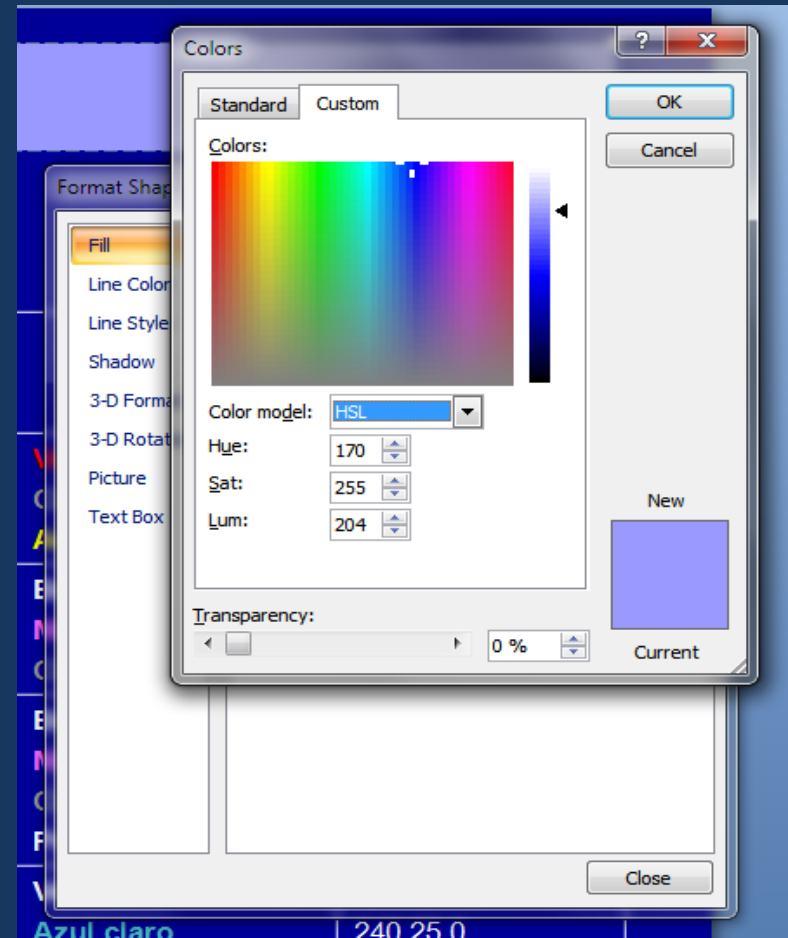 Colors
?
x
Standard Custom
OK
Colors:
Cancel
Format Shap
Fill
Line Color
Line Style
Shadow
3-D Forma
3-D Rotat
Picture
Text Box
Color model: HSL
Hue: 170
Sat: 255
Lum: 204
New
Transparency:
0 %
Current
Close
Azul claro 240 25 0